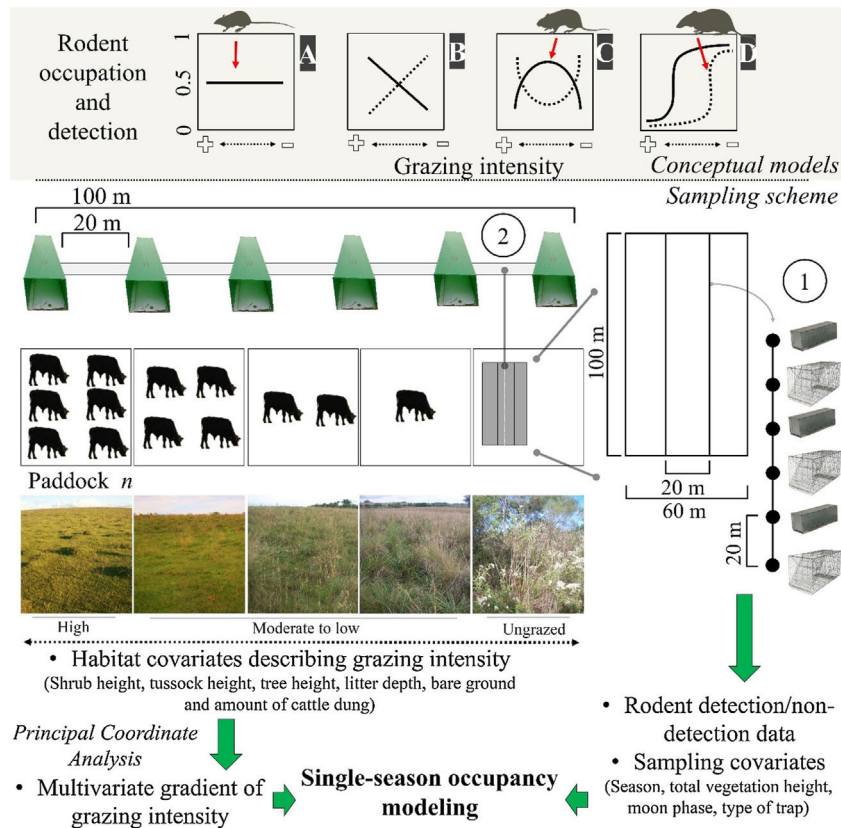 Rodent
occupation
and
detection
1
0.5
0
A
B
C
D
+ -
+ -
+ -
+ -
Grazing intensity
Conceptual models
Sampling scheme
100 m
20 m
2
1
100 m
20 m
60 m
20 m
Paddock n
High
Moderate to low
Ungrazed
• Habitat covariates describing grazing intensity
(Shrub height, tussock height, tree height, litter depth, bare ground
and amount of cattle dung)
Principal Coordinate
Analysis
• Multivariate gradient of
grazing intensity
Single-season occupancy
modeling
• Rodent detection/non-
detection data
• Sampling covariates
(Season, total vegetation height,
moon phase, type of trap)